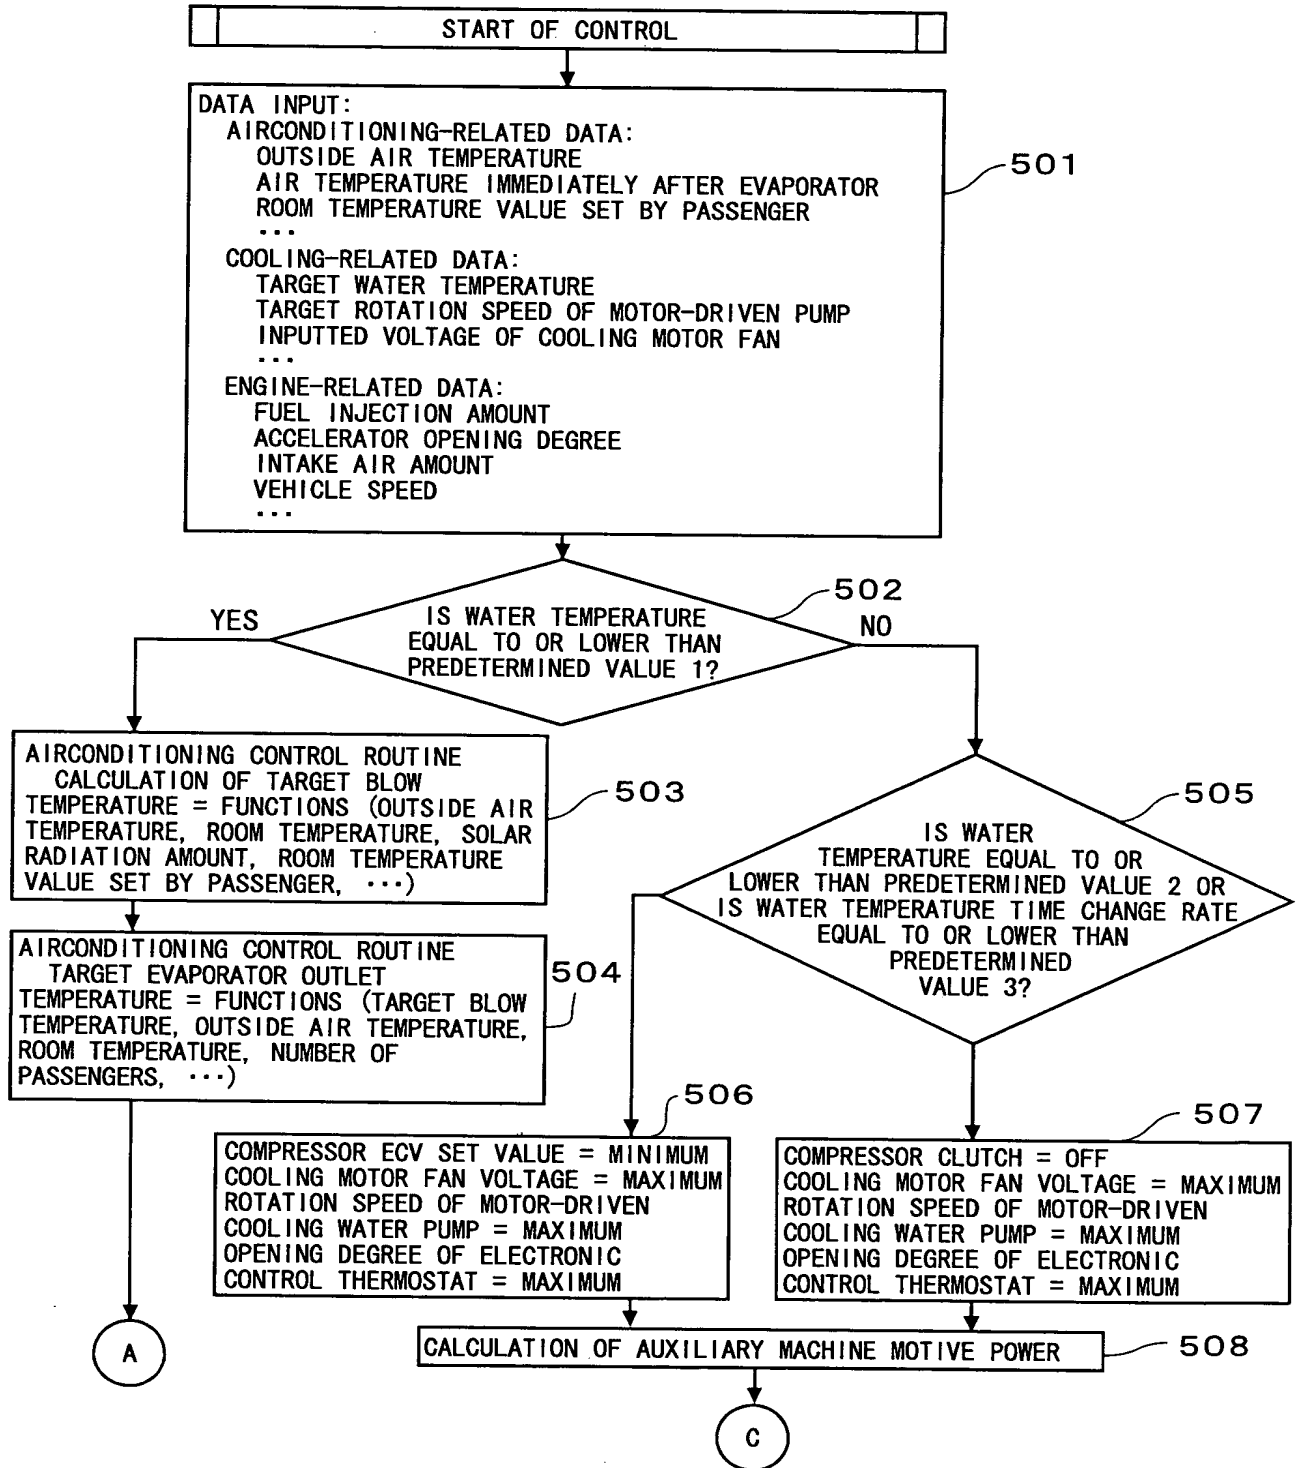 START OF CONTROL
DATA INPUT:
AIRCONDITIONING-RELATED DATA:
OUTSIDE AIR TEMPERATURE
AIR TEMPERATURE IMMEDIATELY AFTER EVAPORATOR
ROOM TEMPERATURE VALUE SET BY PASSENGER
...
COOLING-RELATED DATA:
TARGET WATER TEMPERATURE
TARGET ROTATION SPEED OF MOTOR-DRIVEN PUMP
INPUTTED VOLTAGE OF COOLING MOTOR FAN
...
ENGINE-RELATED DATA:
FUEL INJECTION AMOUNT
ACCELERATOR OPENING DEGREE
INTAKE AIR AMOUNT
VEHICLE SPEED
...
501
502
YES
NO
IS WATER TEMPERATURE
EQUAL TO OR LOWER THAN
PREDETERMINED VALUE 1?
AIRCONDITIONING CONTROL ROUTINE
CALCULATION OF TARGET BLOW
TEMPERATURE = FUNCTIONS (OUTSIDE AIR
TEMPERATURE, ROOM TEMPERATURE, SOLAR
RADIATION AMOUNT, ROOM TEMPERATURE
VALUE SET BY PASSENGER, ...)
503
505
IS WATER
TEMPERATURE EQUAL TO OR
LOWER THAN PREDETERMINED VALUE 2 OR
IS WATER TEMPERATURE TIME CHANGE RATE
EQUAL TO OR LOWER THAN
PREDETERMINED
VALUE 3?
AIRCONDITIONING CONTROL ROUTINE
TARGET EVAPORATOR OUTLET
TEMPERATURE = FUNCTIONS (TARGET BLOW
TEMPERATURE, OUTSIDE AIR TEMPERATURE,
ROOM TEMPERATURE, NUMBER OF
PASSENGERS, ...)
504
506
COMPRESSOR ECV SET VALUE = MINIMUM
COOLING MOTOR FAN VOLTAGE = MAXIMUM
ROTATION SPEED OF MOTOR-DRIVEN
COOLING WATER PUMP = MAXIMUM
OPENING DEGREE OF ELECTRONIC
CONTROL THERMOSTAT = MAXIMUM
507
COMPRESSOR CLUTCH = OFF
COOLING MOTOR FAN VOLTAGE = MAXIMUM
ROTATION SPEED OF MOTOR-DRIVEN
COOLING WATER PUMP = MAXIMUM
OPENING DEGREE OF ELECTRONIC
CONTROL THERMOSTAT = MAXIMUM
A
CALCULATION OF AUXILIARY MACHINE MOTIVE POWER
508
C